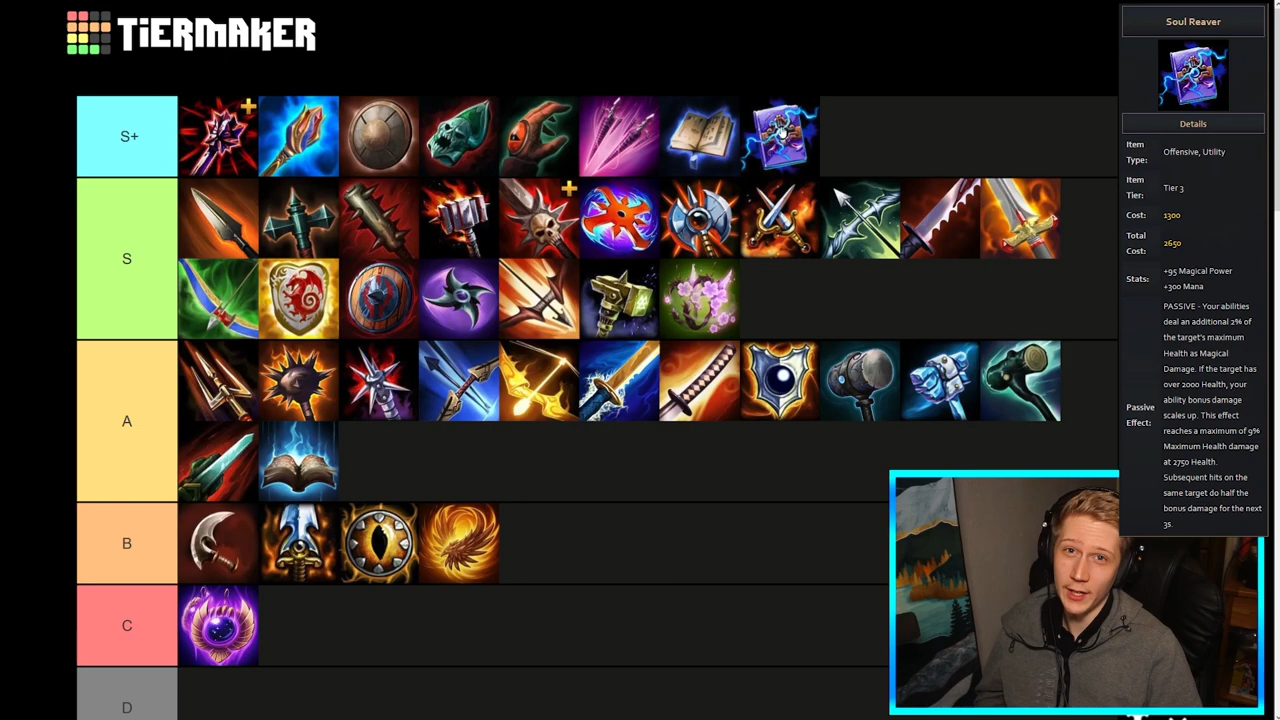 TIERMAKER
S+
S
A
B
C
D
Soul Reaver
Details
Item
Type:
Offensive, Utility
Item
Tier:
Tier 3
Cost:
1300
Total
Cost:
2650
Stats:
+95 Magical Power
+300 Mana
Passive
Effect:
PASSIVE - Your abilities
deal an additional 2% of
the target's maximum
Health as Magical
Damage. If the target has
over 2000 Health, your
ability bonus damage
scales up. This effect
reaches a maximum of 9%
Maximum Health damage
at 2750 Health.
Subsequent hits on the
same target do half the
bonus damage for the next
3s.